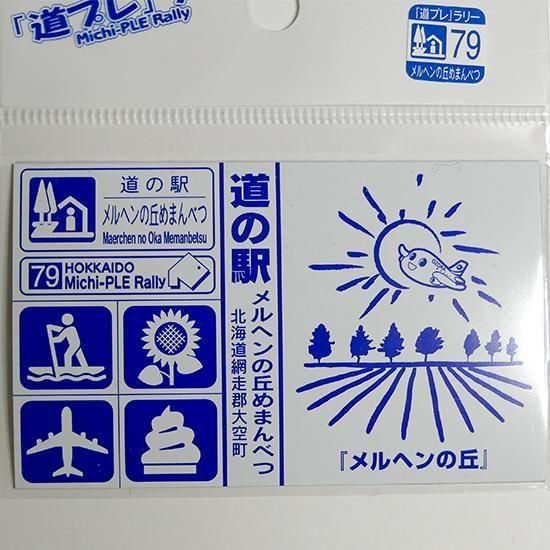 「道プレ」
Michi-PLE Rally
「道プレ」ラリー
79
メルヘンの丘めまんべつ
道の駅
メルヘンの丘めまんべつ
Maerchen no Oka Memanbetsu
79 HOKKAIDO
Michi-PLE Rally
道の駅 メルヘンの丘めまんべつ
北海道網走郡大空町
『メルヘンの丘』